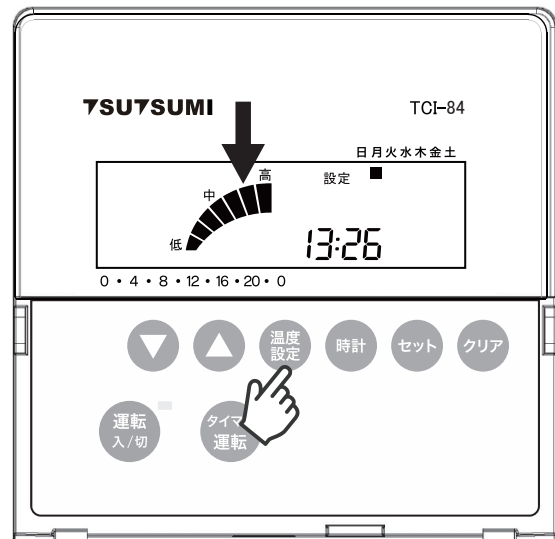 TSUTSUMI
TCI-84
日月火水木金土
高
設定
中
低
13:26
0・4・8・12・16・20・0
温度
設定
時計
セット
クリア
運転
入/切
タイマ
運転